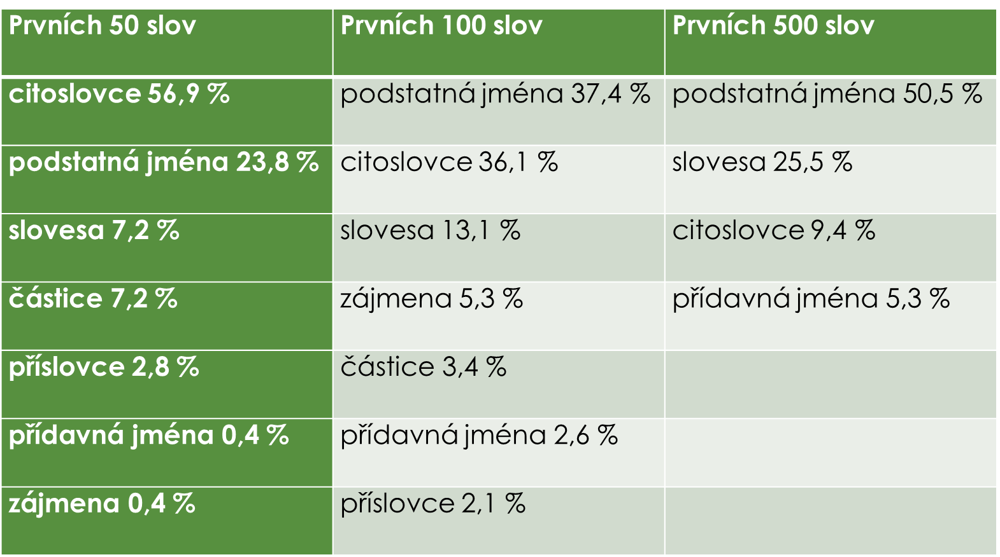 Prvních 50 slov
Prvních 100 slov
Prvních 500 slov
citoslovce 56,9 %
podstatná jména 37,4 %
podstatná jména 50,5 %
podstatná jména 23,8 %
citoslovce 36,1 %
slovesa 25,5 %
slovesa 7,2 %
slovesa 13,1 %
citoslovce 9,4 %
částice 7,2 %
zájmena 5,3 %
přídavná jména 5,3 %
příslovce 2,8 %
částice 3,4 %
přídavná jména 0,4 %
přídavná jména 2,6 %
zájmena 0,4 %
příslovce 2,1 %